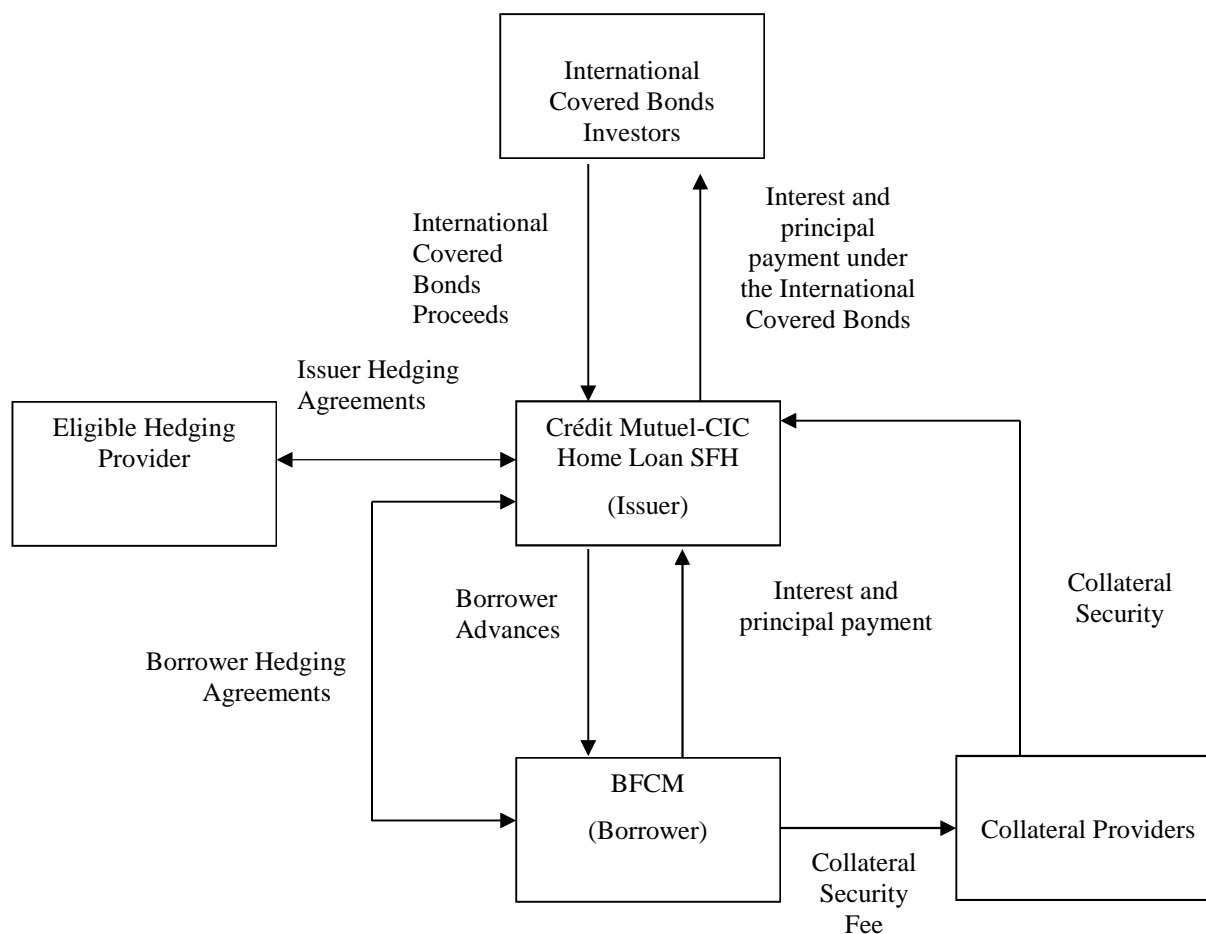 International
Covered Bonds
Investors
International
Covered
Bonds
Proceeds
Interest and
principal
payment under
the International
Covered Bonds
Issuer Hedging
Agreements
Eligible Hedging
Provider
Crédit Mutuel-CIC
Home Loan SFH
(Issuer)
Borrower
Advances
Interest and
principal payment
Collateral
Security
Borrower Hedging
Agreements
BFCM
(Borrower)
Collateral Providers
Collateral
Security
Fee